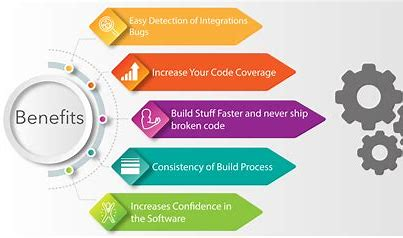 Easy Detection of Integrations
Bugs
Increase Your Code Coverage
Benefits
Build Stuff Faster and never ship
broken code
Consistency of Build Process
Increases Confidence in
the Software